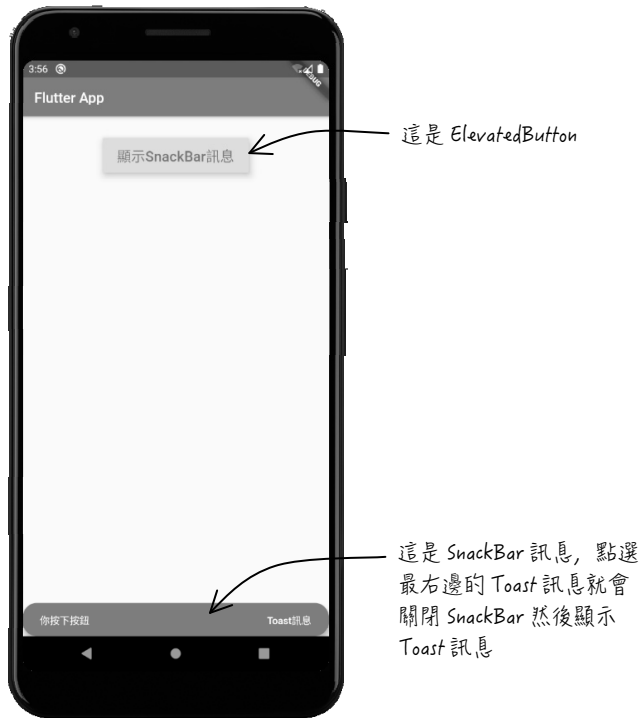 3:56
DEBUG
Flutter App
顯示SnackBar訊息
這是 ElevatedButton
這是 SnackBar 訊息, 點選
最右邊的 Toast 訊息就會
關閉 SnackBar 然後顯示
Toast 訊息
你按下按鈕
Toast訊息